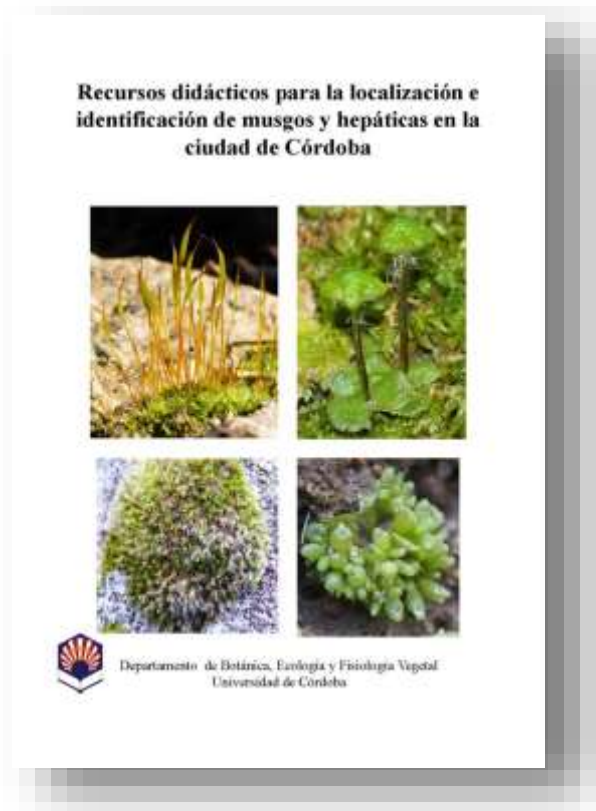 Recursos didácticos para la localización e
identificación de musgos y hepáticas en la
ciudad de Córdoba
Departamento de Botánica, Ecología y Fisiología Vegetal
Universidad de Córdoba